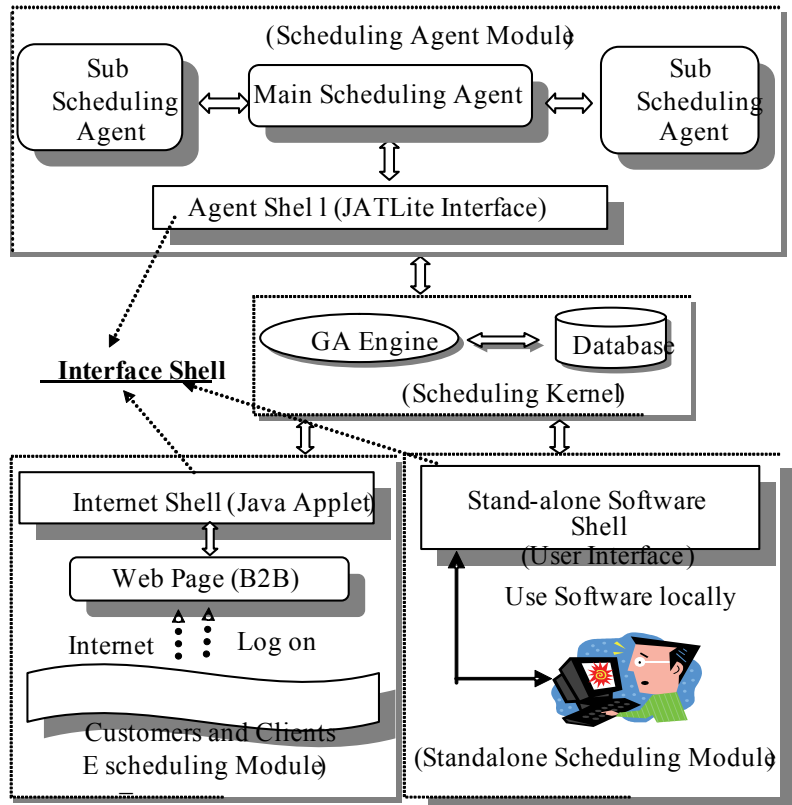 (Scheduling Agent Module)
Sub
Scheduling
Agent
Main Scheduling Agent
Sub
Scheduling
Agent
Agent Shel l (JATLite Interface)
GA Engine
Database
(Scheduling Kernel)
Interface Shell
Internet Shell (Java Applet)
Web Page (B2B)
Internet
Log on
Customers and Clients
E scheduling Module)
Stand-alone Software
Shell
(User Interface)
Use Software locally
(Standalone Scheduling Module)